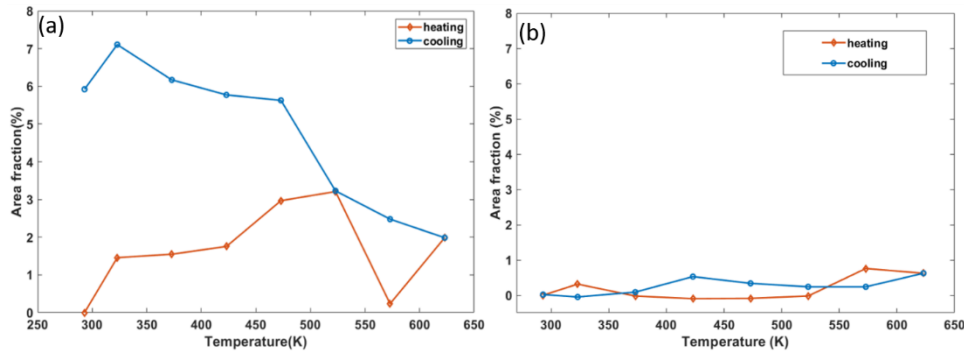 (a)
heating
cooling
8
7
6
5
4
3
2
1
0
Area fraction(%)
250 300 350 400 450 500 550 600 650
Temperature(K)
(b)
heating
cooling
8
7
6
5
4
3
2
1
0
Area fraction (%)
300 350 400 450 500 550 600 650
Temperature (K)